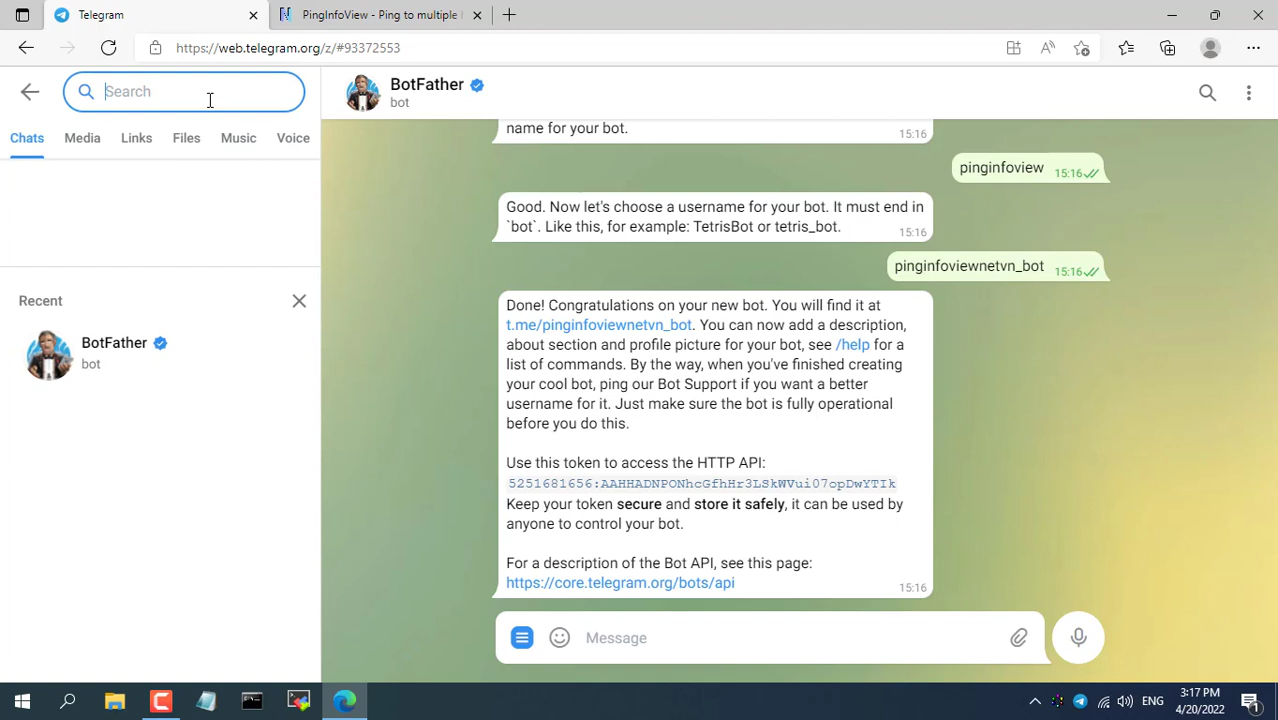 Telegram
PingInfoView - Ping to multiple
https://web.telegram.org/z/#93372553
Search
Chats Media Links Files Music Voice
Recent
BotFather
bot
BotFather
bot
name for your bot.
15:16
pinginfoview
15:16
Good. Now let's choose a username for your bot. It must end in
`bot`. Like this, for example: TetrisBot or tetris_bot.
15:16
pinginfoviewnetvn_bot
15:16
Done! Congratulations on your new bot. You will find it at
t.me/pinginfoviewnetvn_bot. You can now add a description,
about section and profile picture for your bot, see /help for a
list of commands. By the way, when you've finished creating
your cool bot, ping our Bot Support if you want a better
username for it. Just make sure the bot is fully operational
before you do this.
Use this token to access the HTTP API:
5251681656:AAHHADNPONhcGfhHr3LSkWVui07opDwYTIk
Keep your token secure and store it safely, it can be used by
anyone to control your bot.
For a description of the Bot API, see this page:
https://core.telegram.org/bots/api
15:16
Message
ENG
3:17 PM
4/20/2022
1